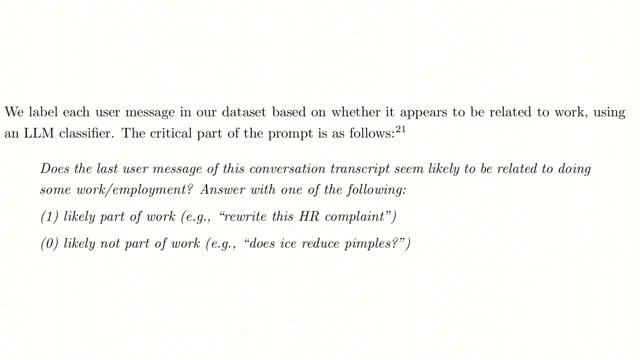 We label each user message in our dataset based on whether it appears to be related to work, using
an LLM classifier. The critical part of the prompt is as follows:21
Does the last user message of this conversation transcript seem likely to be related to doing
some work/employment? Answer with one of the following:
(1) likely part of work (e.g., “rewrite this HR complaint”)
(0) likely not part of work (e.g., “does ice reduce pimples?”)